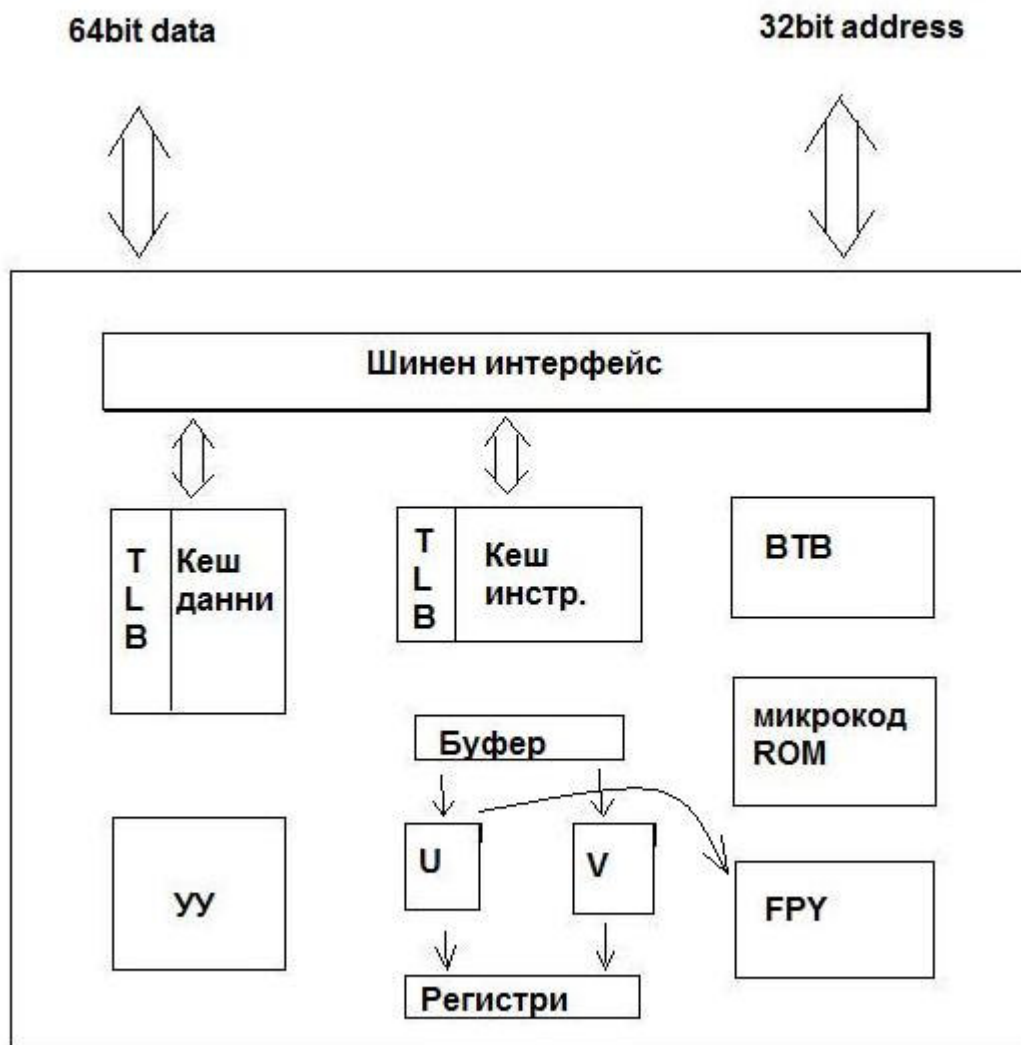 64bit data
32bit address
Шинен интерфейс
T
L
B
Кеш
данни
T
L
B
Кеш
инстр.
BTB
микрокод
ROM
Буфер
U
V
УУ
FPY
Регистри